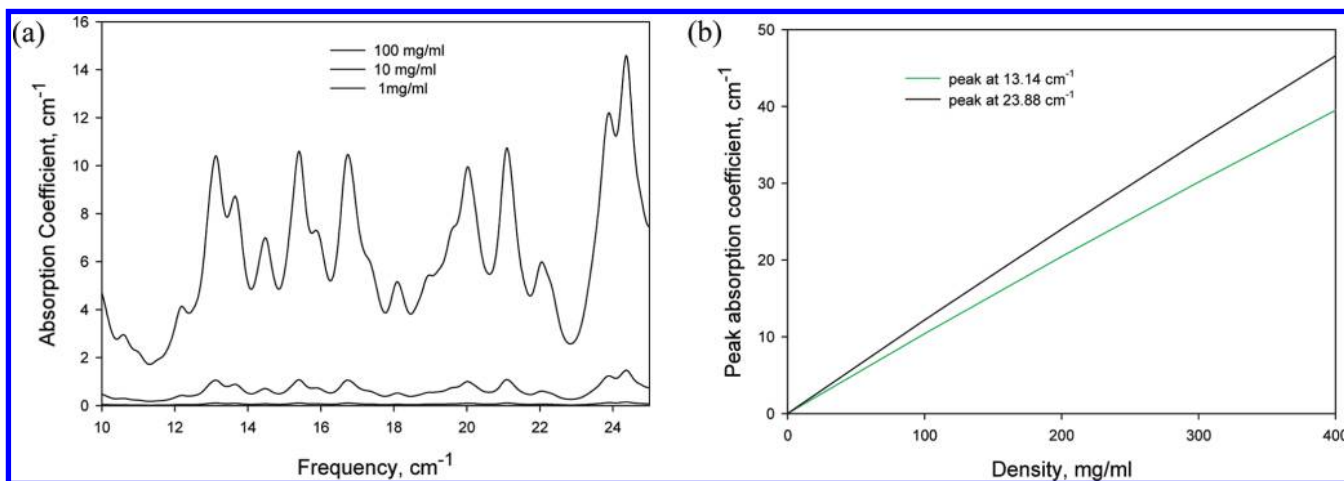 (a)
16
14
12
10
8
6
4
2
0
Absorption Coefficient, cm⁻¹
100 mg/ml
10 mg/ml
1mg/ml
10 12 14 16 18 20 22 24
Frequency, cm⁻¹
(b)
50
40
30
20
10
0
Peak absorption coefficient, cm⁻¹
peak at 13.14 cm⁻¹
peak at 23.88 cm⁻¹
0 100 200 300 400
Density, mg/ml